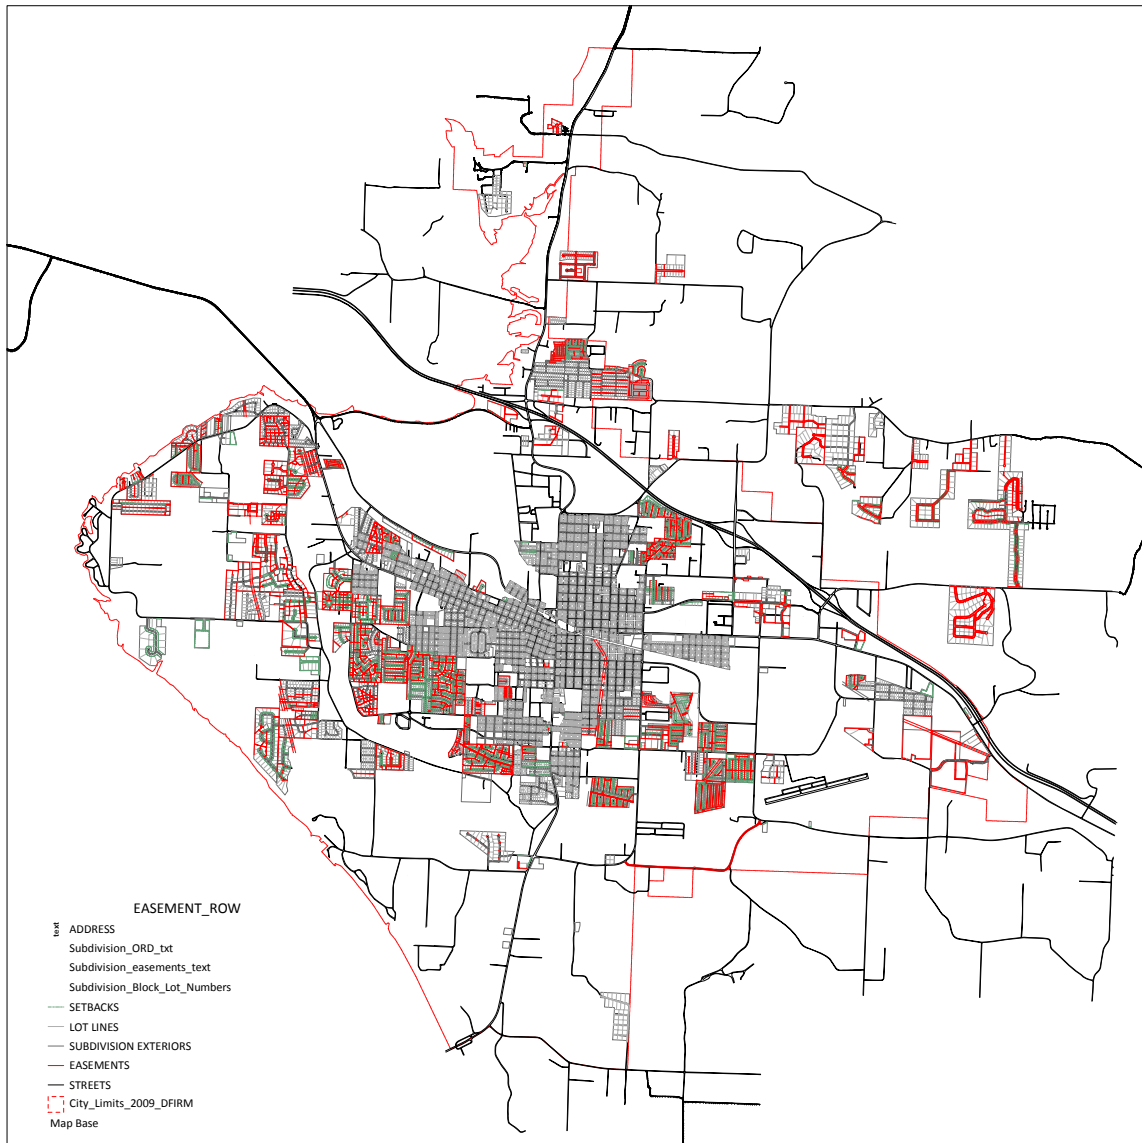 EASEMENT_ROW
text ADDRESS
Subdivision_ORD_txt
Subdivision_easements_text
Subdivision_Block_Lot_Numbers
SETBACKS
LOT LINES
SUBDIVISION EXTERIORS
EASEMENTS
STREETS
City_Limits_2009_DFIRM
Map Base